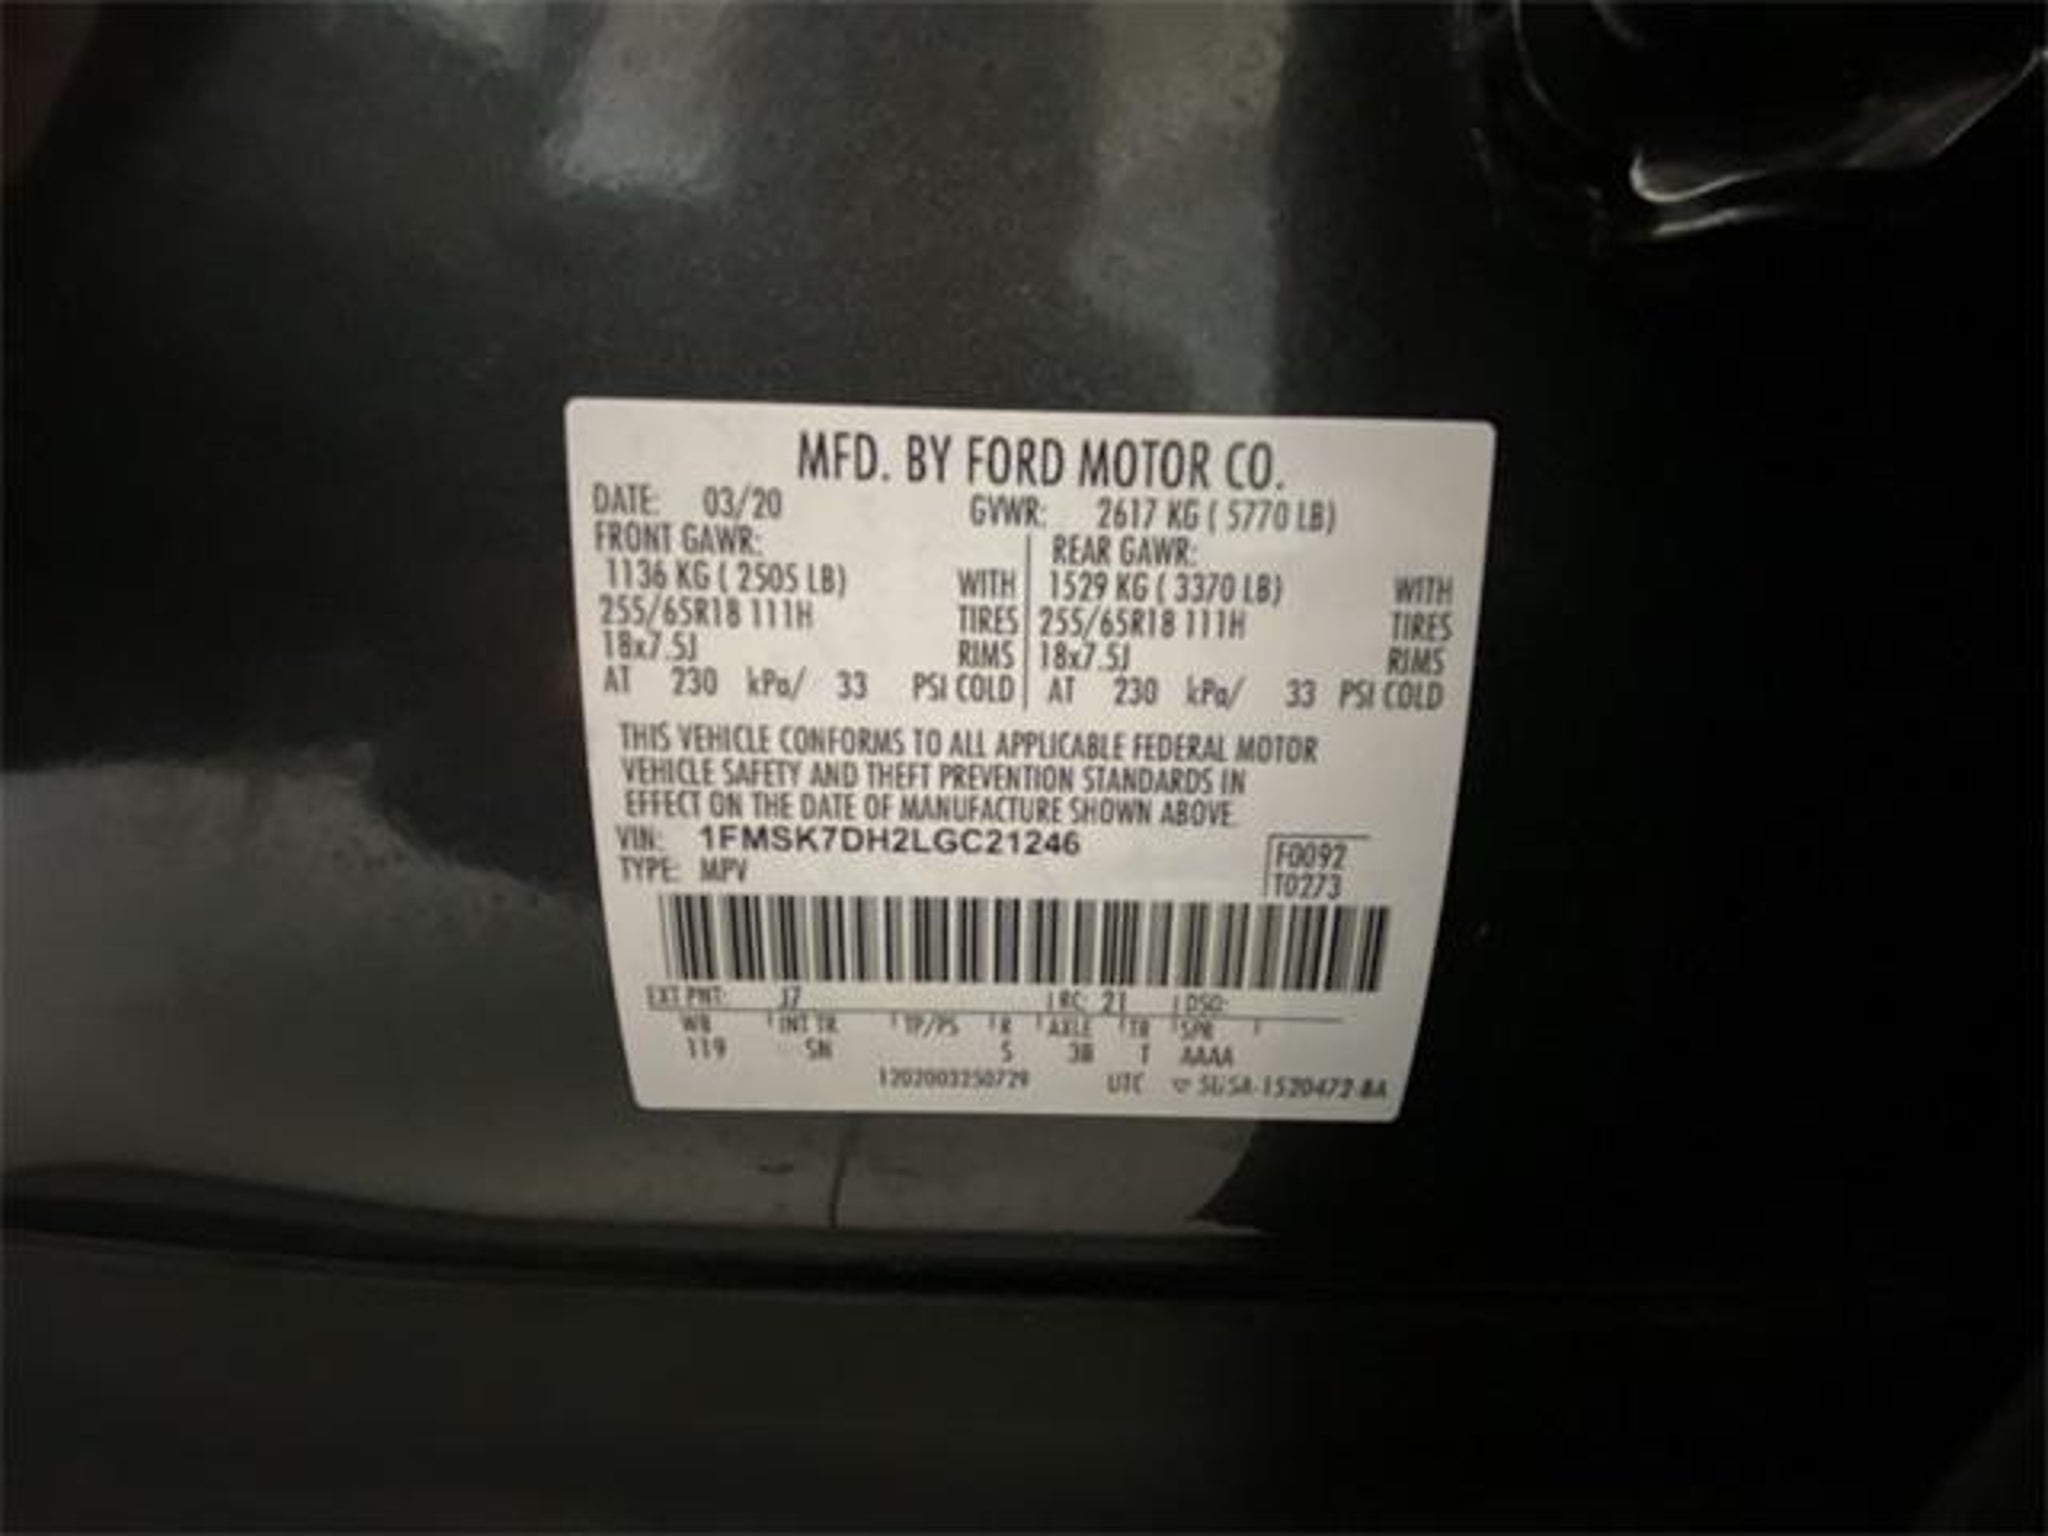 MFD. BY FORD MOTOR CO.
DATE: 03/20 GVWR: 2617 KG ( 5770 LB)
FRONT GAWR: REAR GAWR:
1136 KG ( 2505 LB) WITH 1529 KG ( 3370 LB) WITH
255/65R18 111H TIRES 255/65R18 111H TIRES
18x7.5J RIMS 18x7.5J RIMS
AT 230 kPa/ 33 PSI COLD AT 230 kPa/ 33 PSI COLD
THIS VEHICLE CONFORMS TO ALL APPLICABLE FEDERAL MOTOR
VEHICLE SAFETY AND THEFT PREVENTION STANDARDS IN
EFFECT ON THE DATE OF MANUFACTURE SHOWN ABOVE.
VIN: 1FMSK7DH2LGC21246
TYPE: MPV
F0092
T0273
EXT PNT: J7 RC: 21 DSO:
WB INT TR TP/PS R AXLE TR SPR
119 5 3B T AAAA
1202003250729 UTC